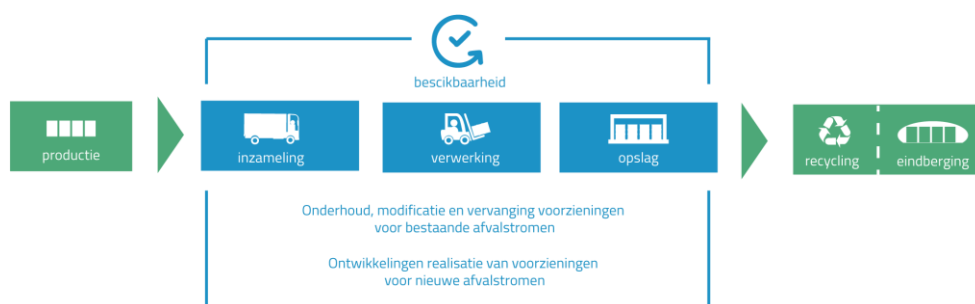 bescikbaarheid
productie
inzameling
verwerking
opslag
recycling
eindberging
Onderhoud, modificatie en vervanging voorzieningen
voor bestaande afvalstromen
Ontwikkelingen realisatie van voorzieningen
voor nieuwe afvalstromen